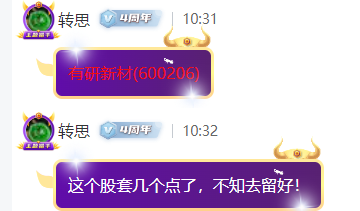 转思 V 4周年 | 10:31
有研新材(600206)
转思 V 4周年 | 10:32
这个股套几个点了，不知去留好！